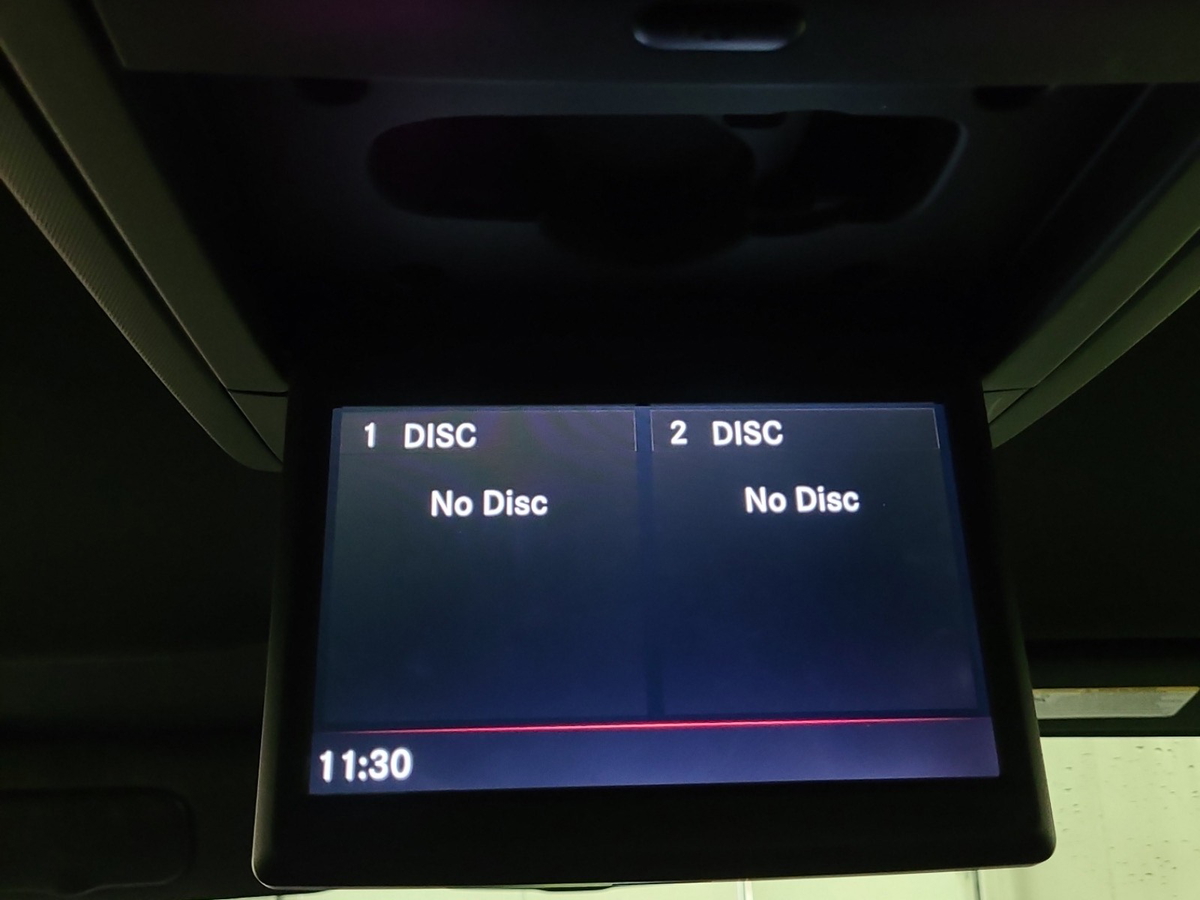 1 DISC
No Disc
2 DISC
No Disc
11:30